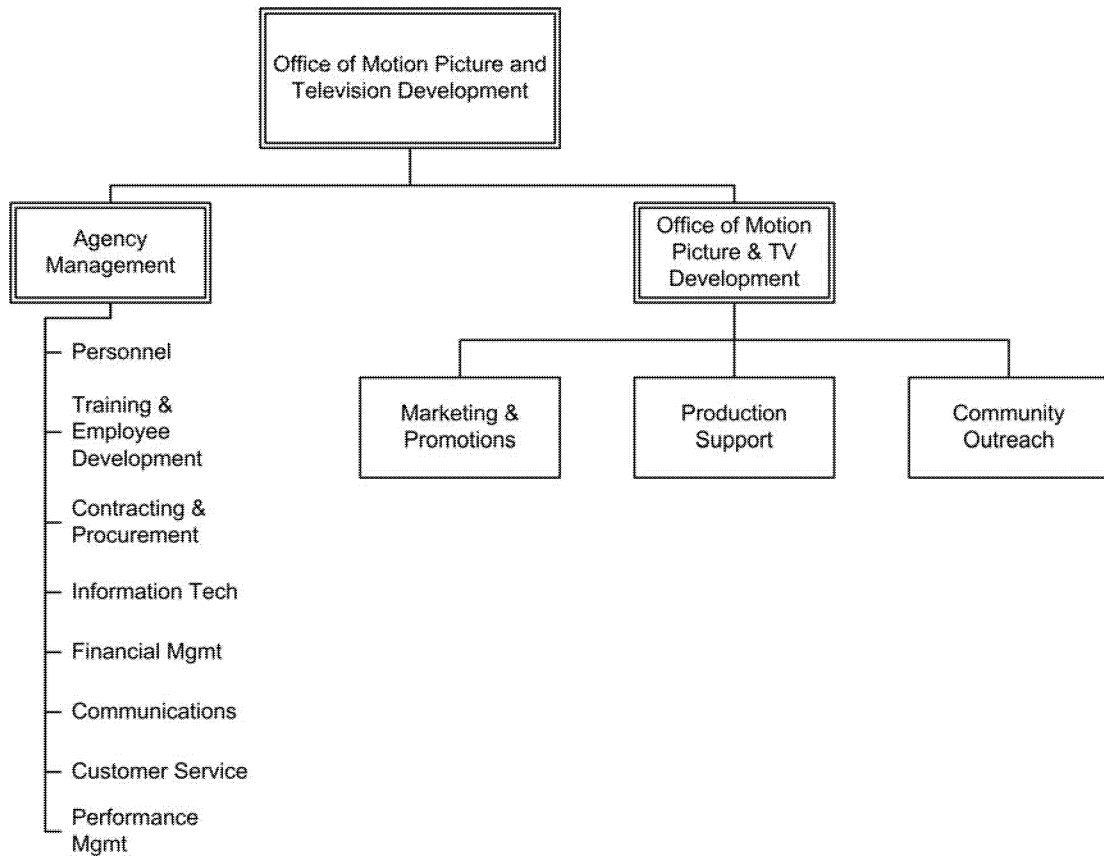 Office of Motion Picture and
Television Development
Agency
Management
Office of Motion
Picture & TV
Development
Personnel
Training &
Employee
Development
Contracting &
Procurement
Information Tech
Financial Mgmt
Communications
Customer Service
Performance
Mgmt
Marketing &
Promotions
Production
Support
Community
Outreach